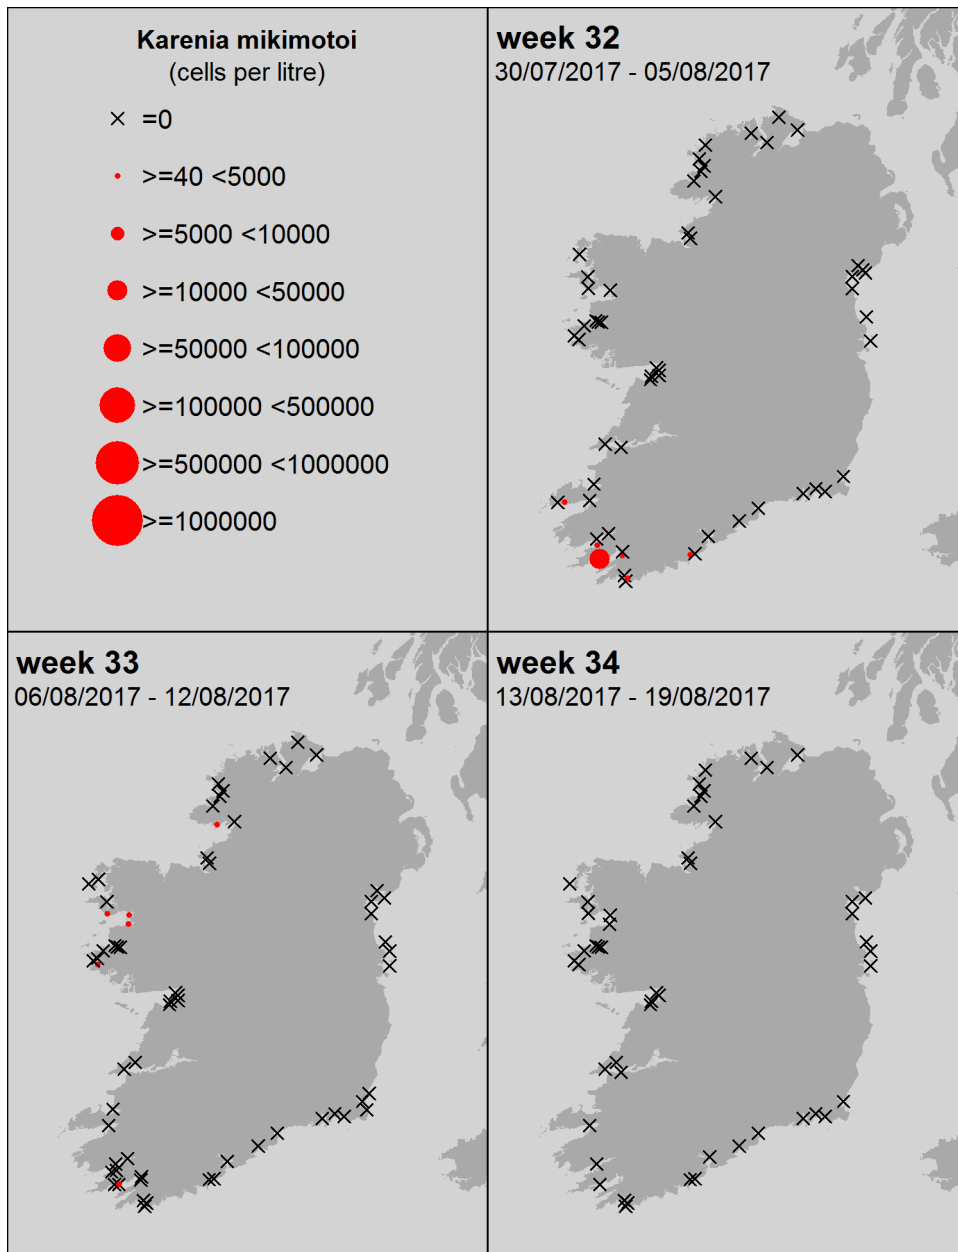 Karenia mikimotoi
(cells per litre)
=0
>=40 <5000
>=5000 <10000
>=10000 <50000
>=50000 <100000
>=100000 <500000
>=500000 <1000000
>=1000000
week 32
30/07/2017 - 05/08/2017
week 33
06/08/2017 - 12/08/2017
week 34
13/08/2017 - 19/08/2017